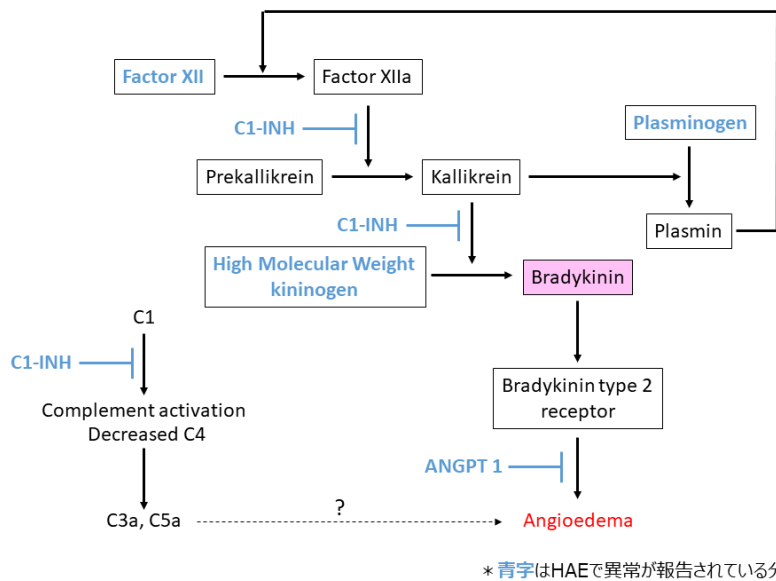 Factor XII
Factor XIIa
C1-INH
Plasminogen
Prekallikrein
Kallikrein
C1-INH
Plasmin
High Molecular Weight
kininogen
Bradykinin
C1
C1-INH
Complement activation
Decreased C4
Bradykinin type 2
receptor
ANGPT 1
C3a, C5a
?
Angioedema
＊青字はHAEで異常が報告されている